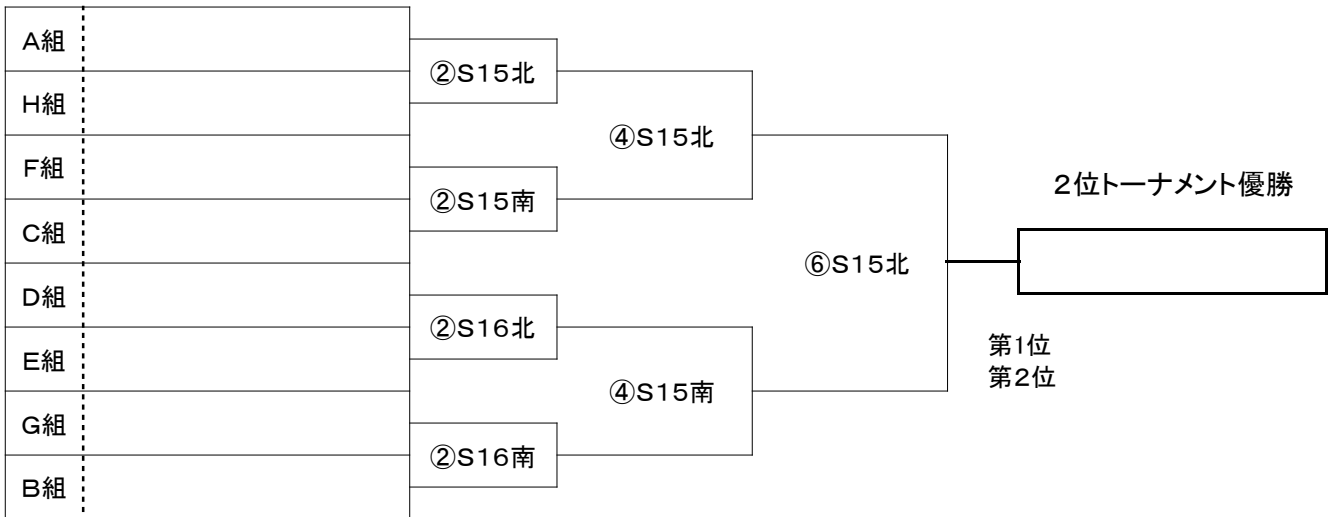 A組
②S15北
H組
④S15北
F組
②S15南
2位トーナメント優勝
C組
⑥S15北
D組
②S16北
E組
第1位
第2位
④S15南
G組
②S16南
B組